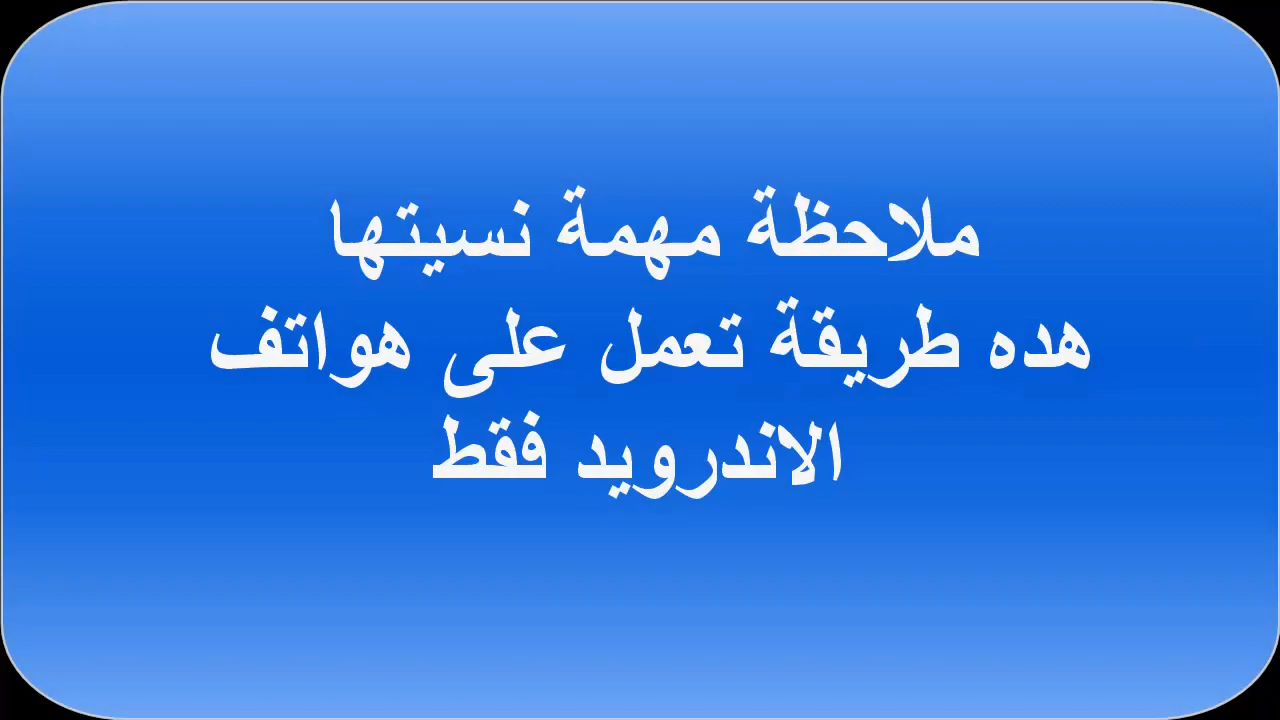 ملاحظة مهمة نسيتها
هده طريقة تعمل على هواتف
الاندرويد فقط